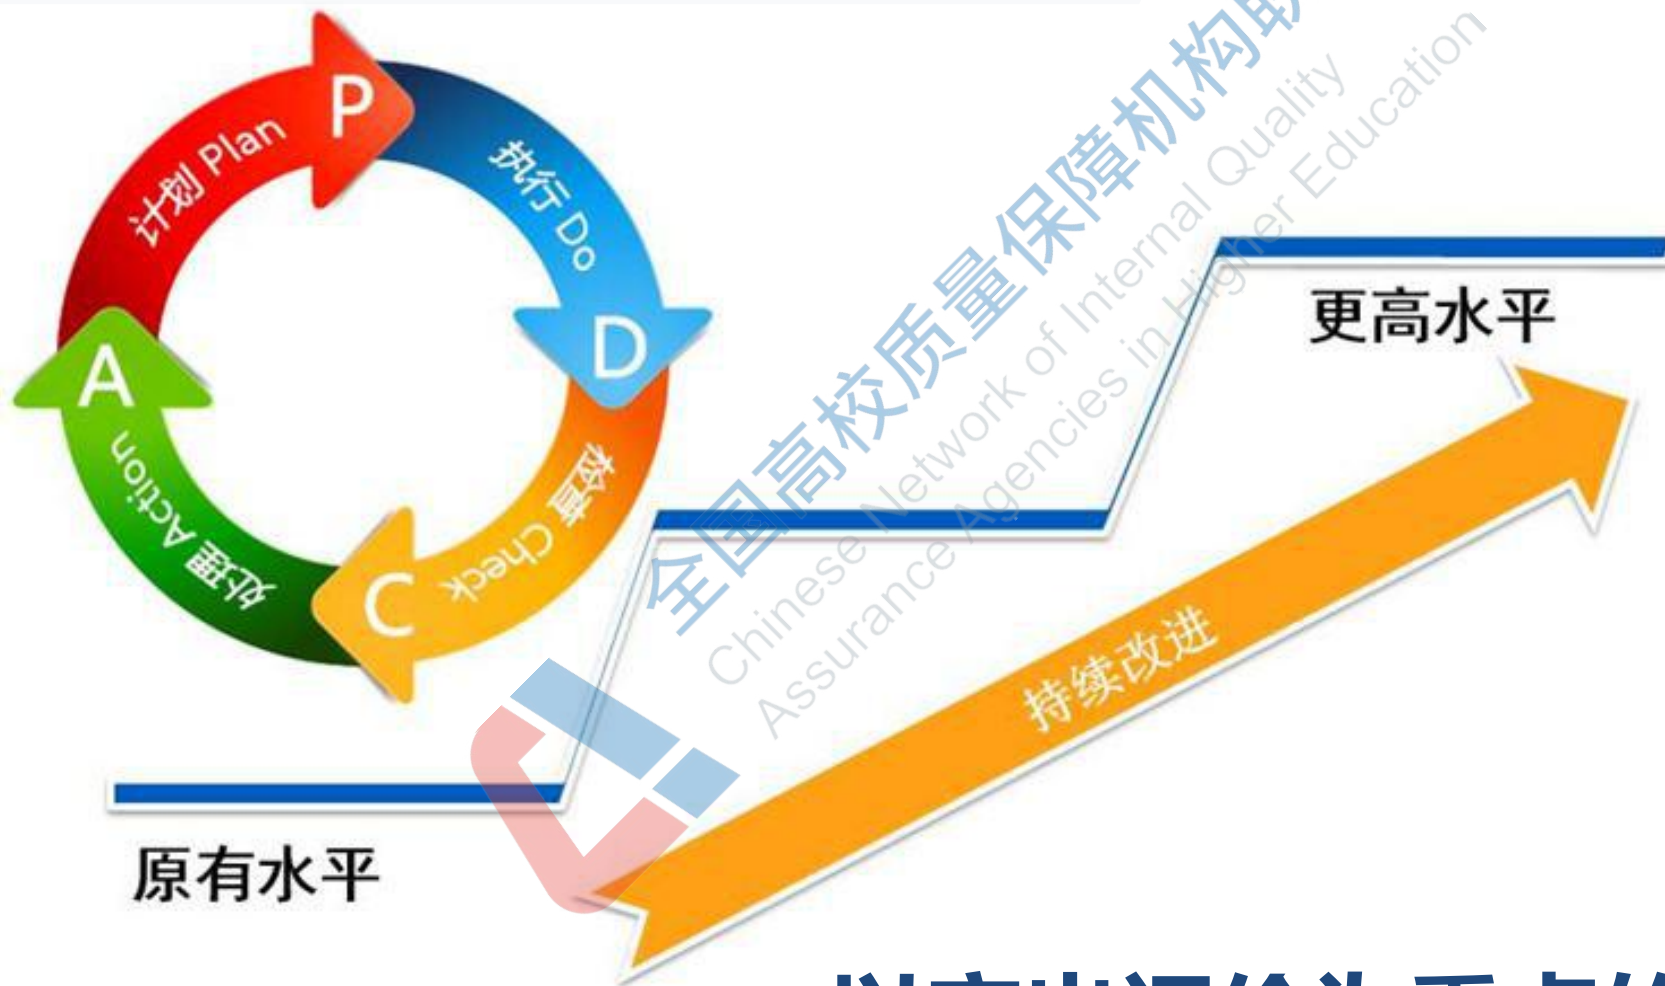 P
计划 Plan
执行 Do
D
检查 Check
C
处理 Action
A
更高水平
持续改进
原有水平
全国高校质量保障机构联
Chinese Network of Internal Quality
Assurance Agencies in Higher Education